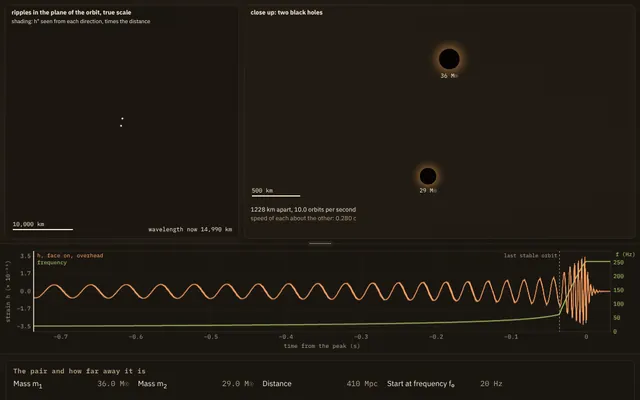 ripples in the plane of the orbit, true scale
shading: h⁺ seen from each direction, times the distance
10,000 km
wavelength now 14,990 km
close up: two black holes
36 M☉
29 M☉
500 km
1228 km apart, 10.0 orbits per second
speed of each about the other: 0.280 c
h, face on, overhead
frequency
last stable orbit
f (Hz)
strain h (× 10⁻²¹)
3.5
1.7
0.0
−1.7
−3.5
250
200
150
100
50
0
−0.7
−0.6
−0.5
−0.4
−0.3
−0.2
−0.1
0
time from the peak (s)
The pair and how far away it is
Mass m₁ 36.0 M☉ Mass m₂ 29.0 M☉ Distance 410 Mpc Start at frequency f₀ 20 Hz